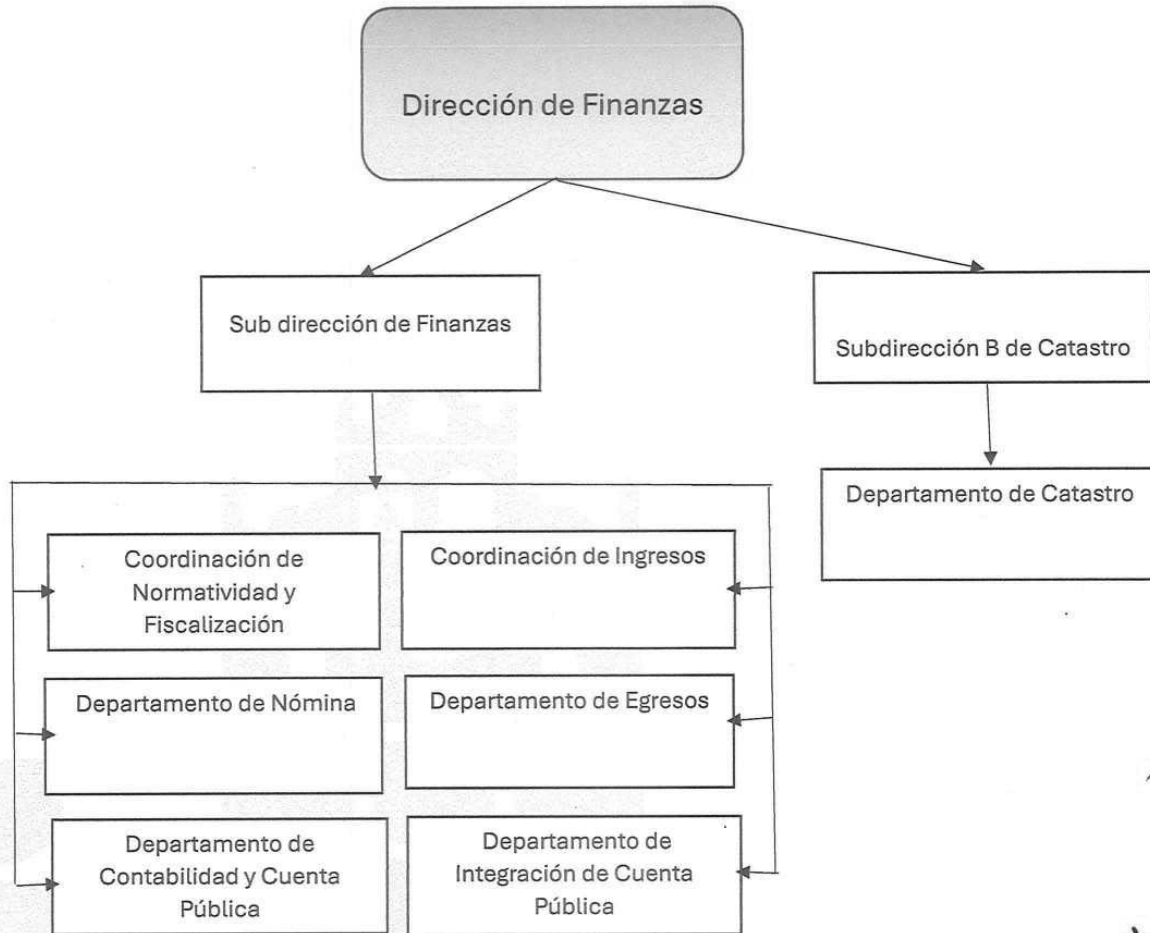 Dirección de Finanzas
Sub dirección de Finanzas
Subdirección B de Catastro
Departamento de Catastro
Coordinación de
Normatividad y
Fiscalización
Coordinación de Ingresos
Departamento de Nómina
Departamento de Egresos
Departamento de
Contabilidad y Cuenta
Pública
Departamento de
Integración de Cuenta
Pública